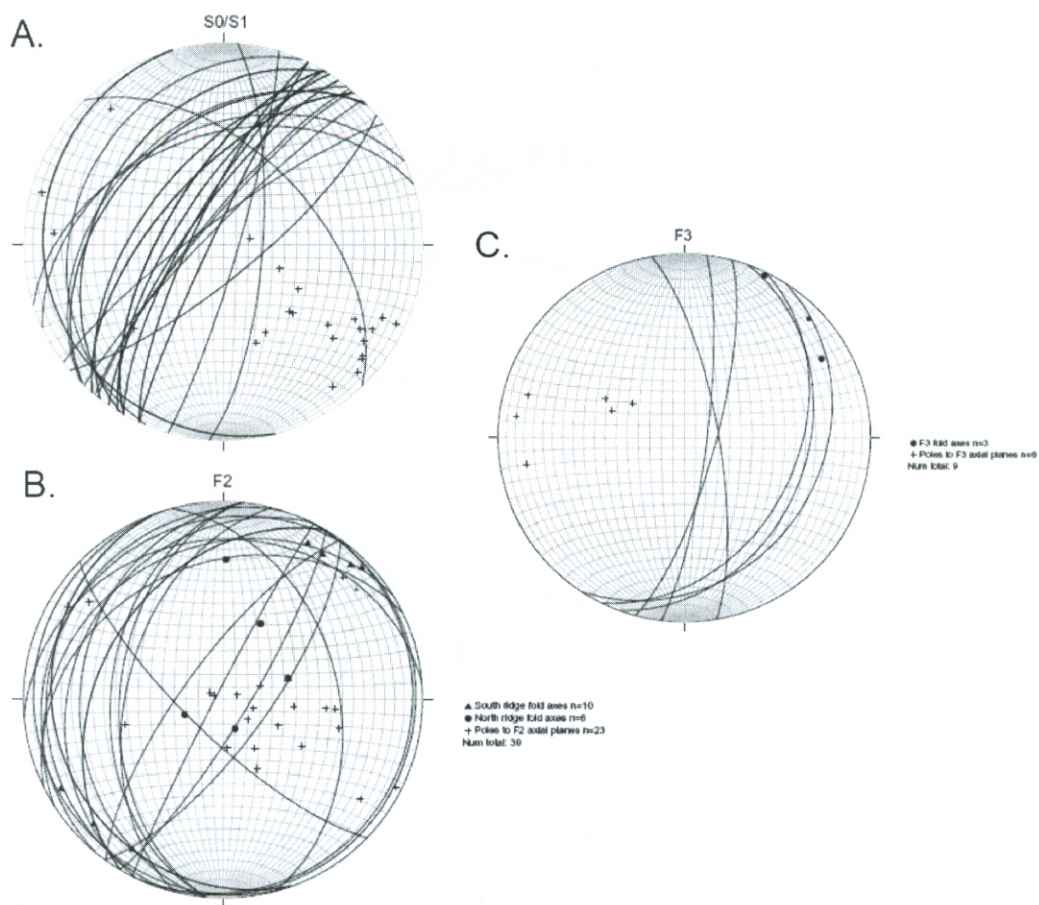 A.
S0/S1
C.
F3
● F3 fold axes n=3
+ Poles to F3 axial planes n=6
Num total: 9
B.
F2
▲ South ridge fold axes n=10
● North ridge fold axes n=6
+ Poles to F2 axial planes n=23
Num total: 39